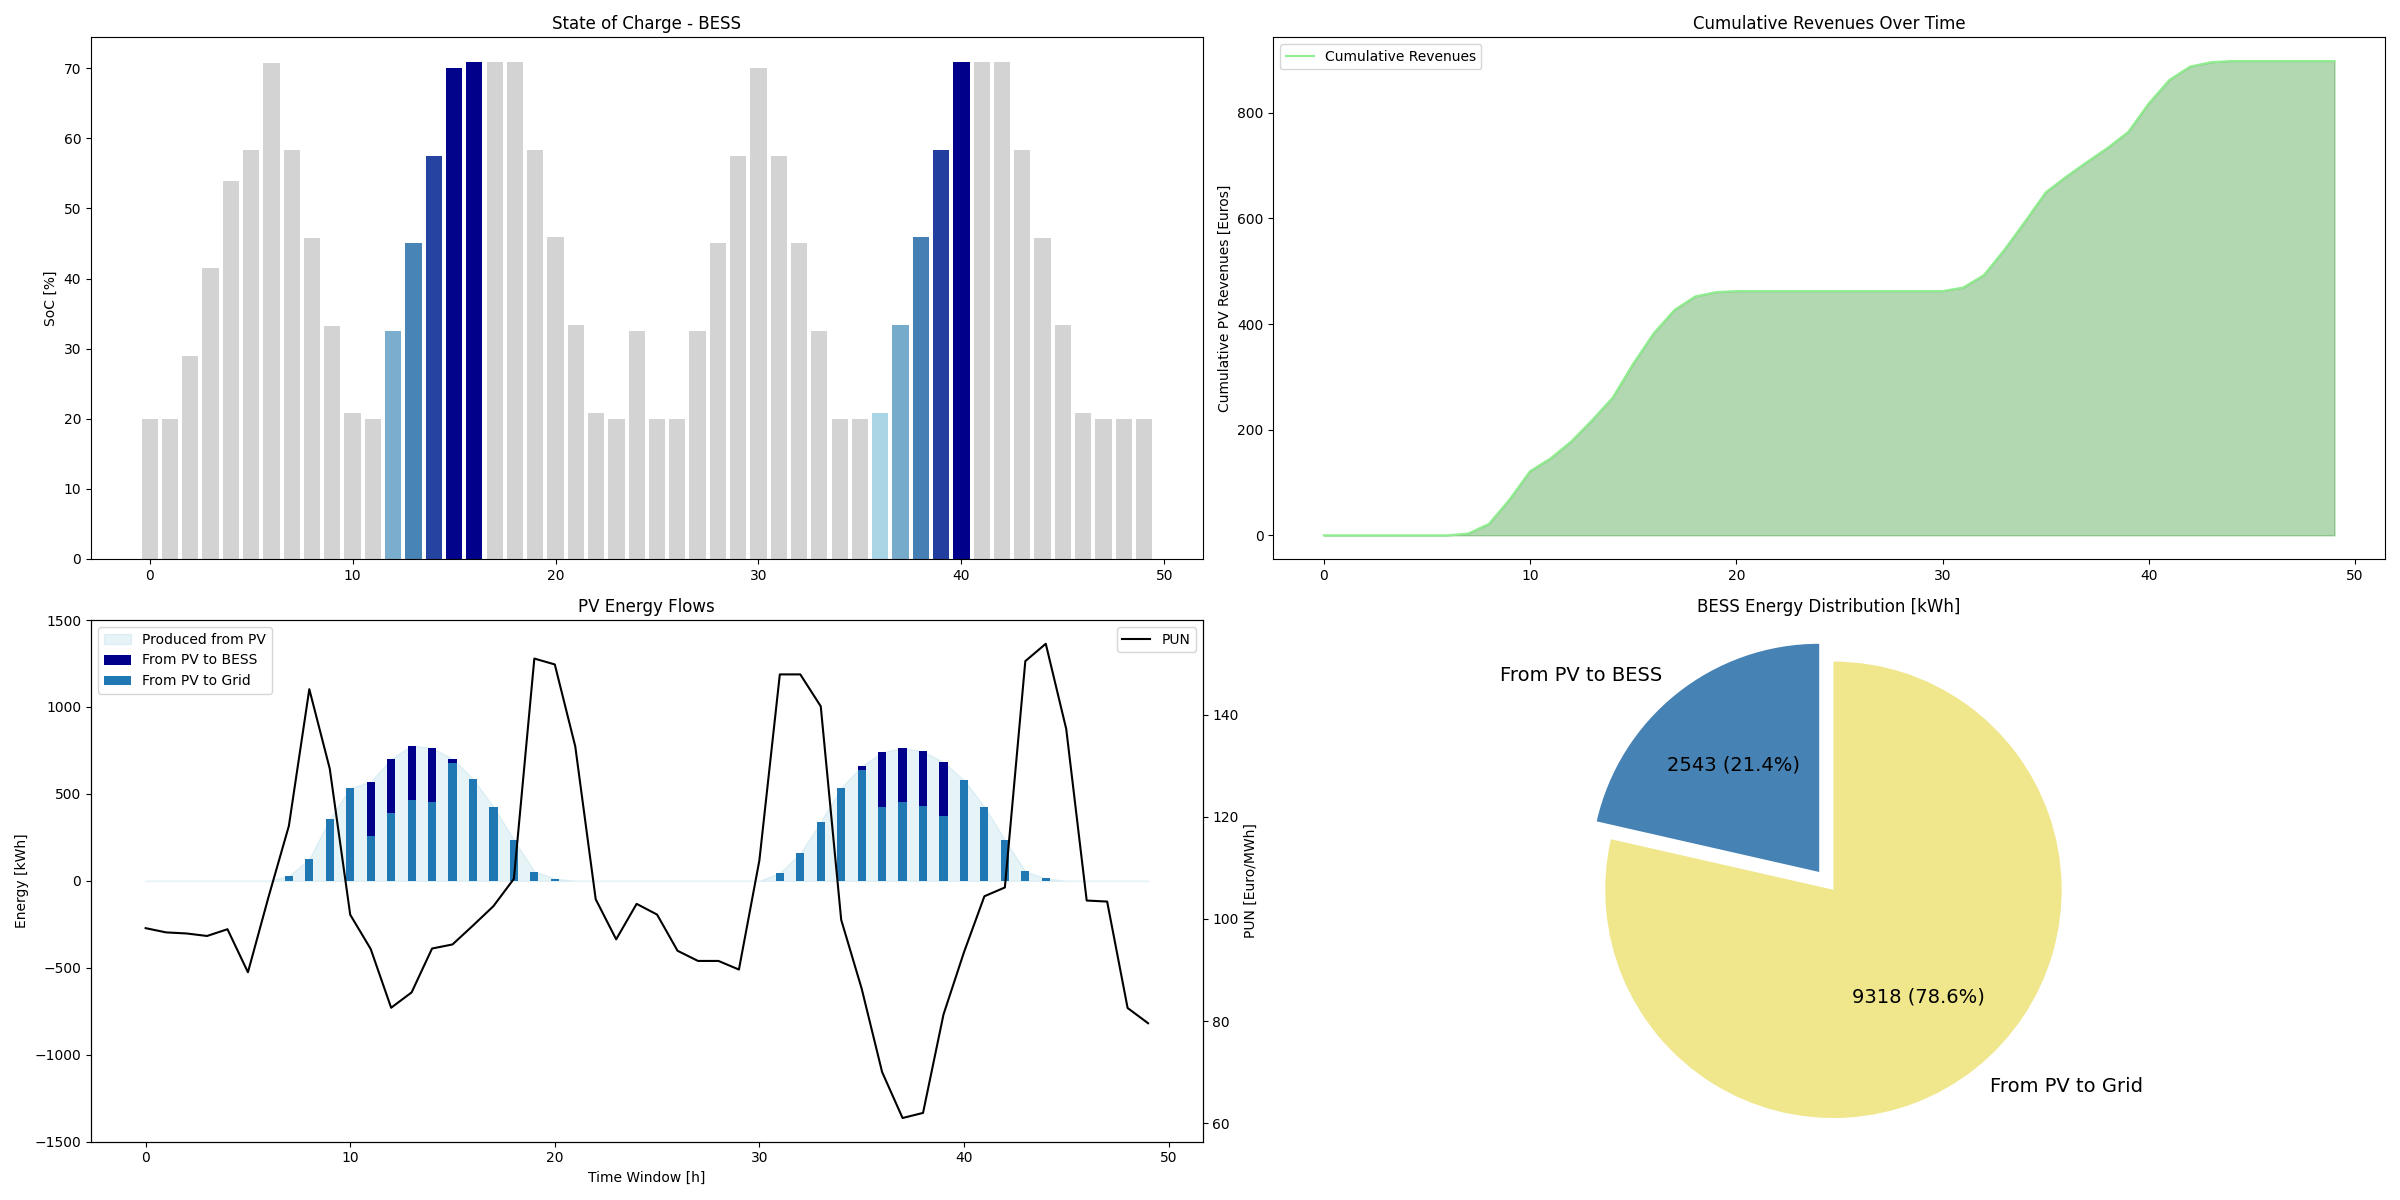 State of Charge - BESS
SoC [%]
70
60
50
40
30
20
10
0
0 10 20 30 40 50
Cumulative Revenues Over Time
Cumulative Revenues
Cumulative PV Revenues [Euros]
800
600
400
200
0
0 10 20 30 40 50
PV Energy Flows
Produced from PV
From PV to BESS
From PV to Grid
PUN
Energy [kWh]
1500
1000
500
0
−500
−1000
−1500
140
120
100
80
60
PUN [Euro/MWh]
0 10 20 30 40 50
Time Window [h]
BESS Energy Distribution [kWh]
From PV to BESS
2543 (21.4%)
9318 (78.6%)
From PV to Grid